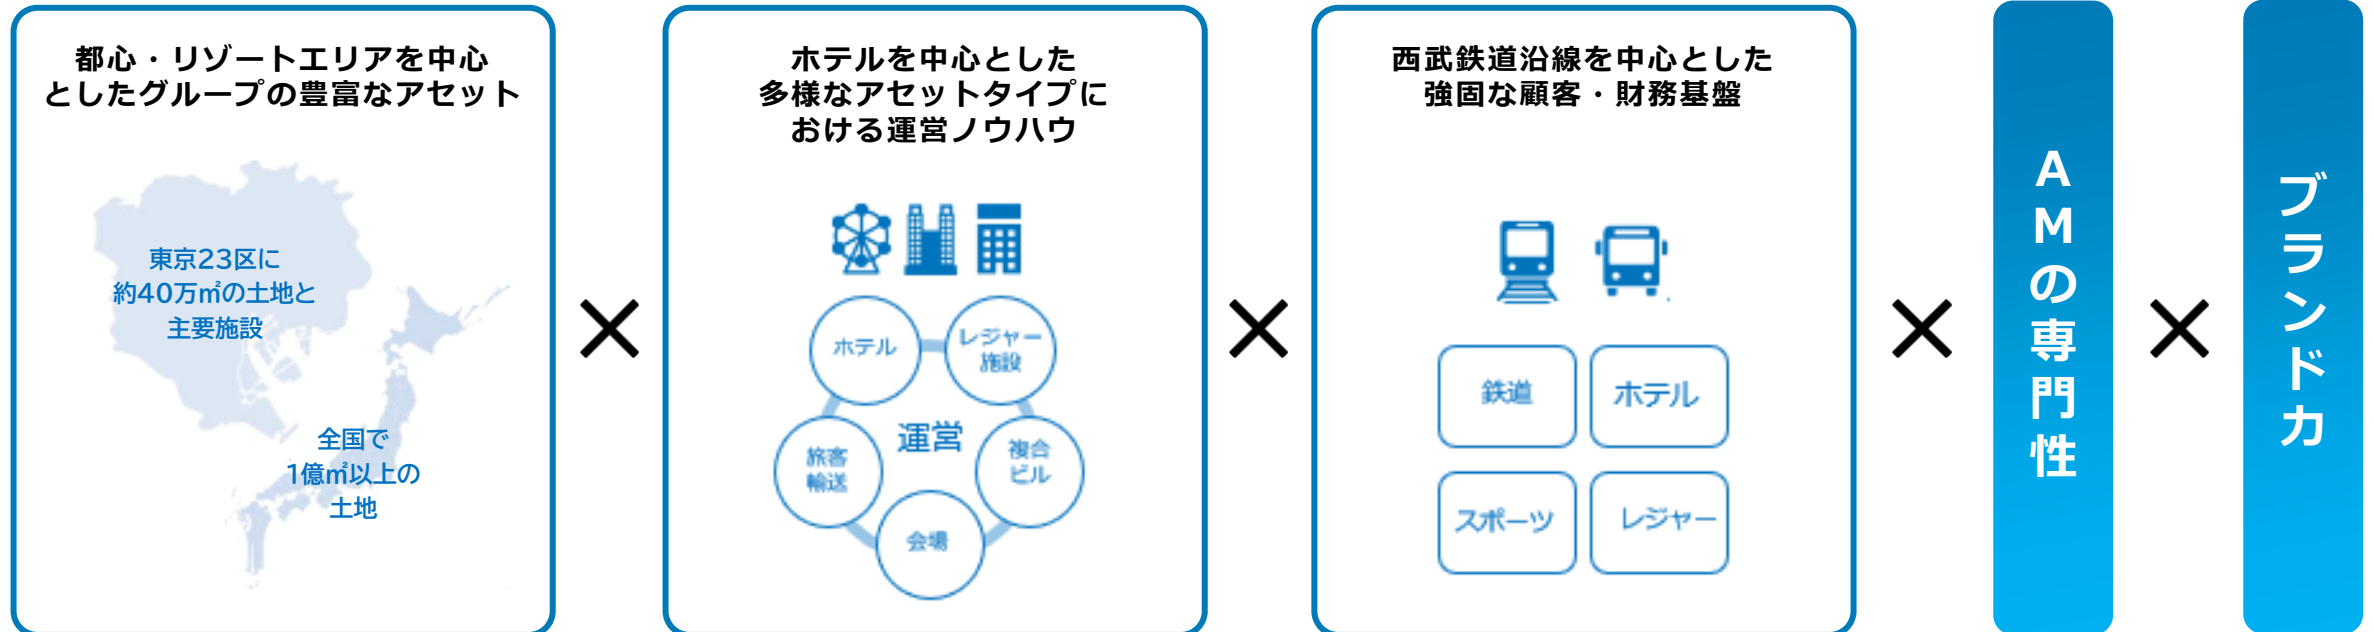 都心・リゾートエリアを中心
としたグループの豊富なアセット
東京23区に
約40万㎡の土地と
主要施設
全国で
1億㎡以上の
土地
×
ホテルを中心とした
多様なアセットタイプに
おける運営ノウハウ
ホテル
レジャー
施設
運営
旅客
輸送
複合
ビル
会場
×
西武鉄道沿線を中心とした
強固な顧客・財務基盤
鉄道
ホテル
スポーツ
レジャー
×
AMの専門性
×
ブランド力